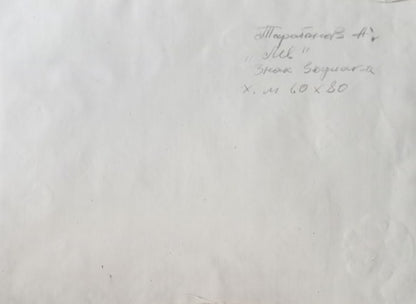 Тарабанов А.
"Лев"
Знак Зодиака
х. м 60 х 80